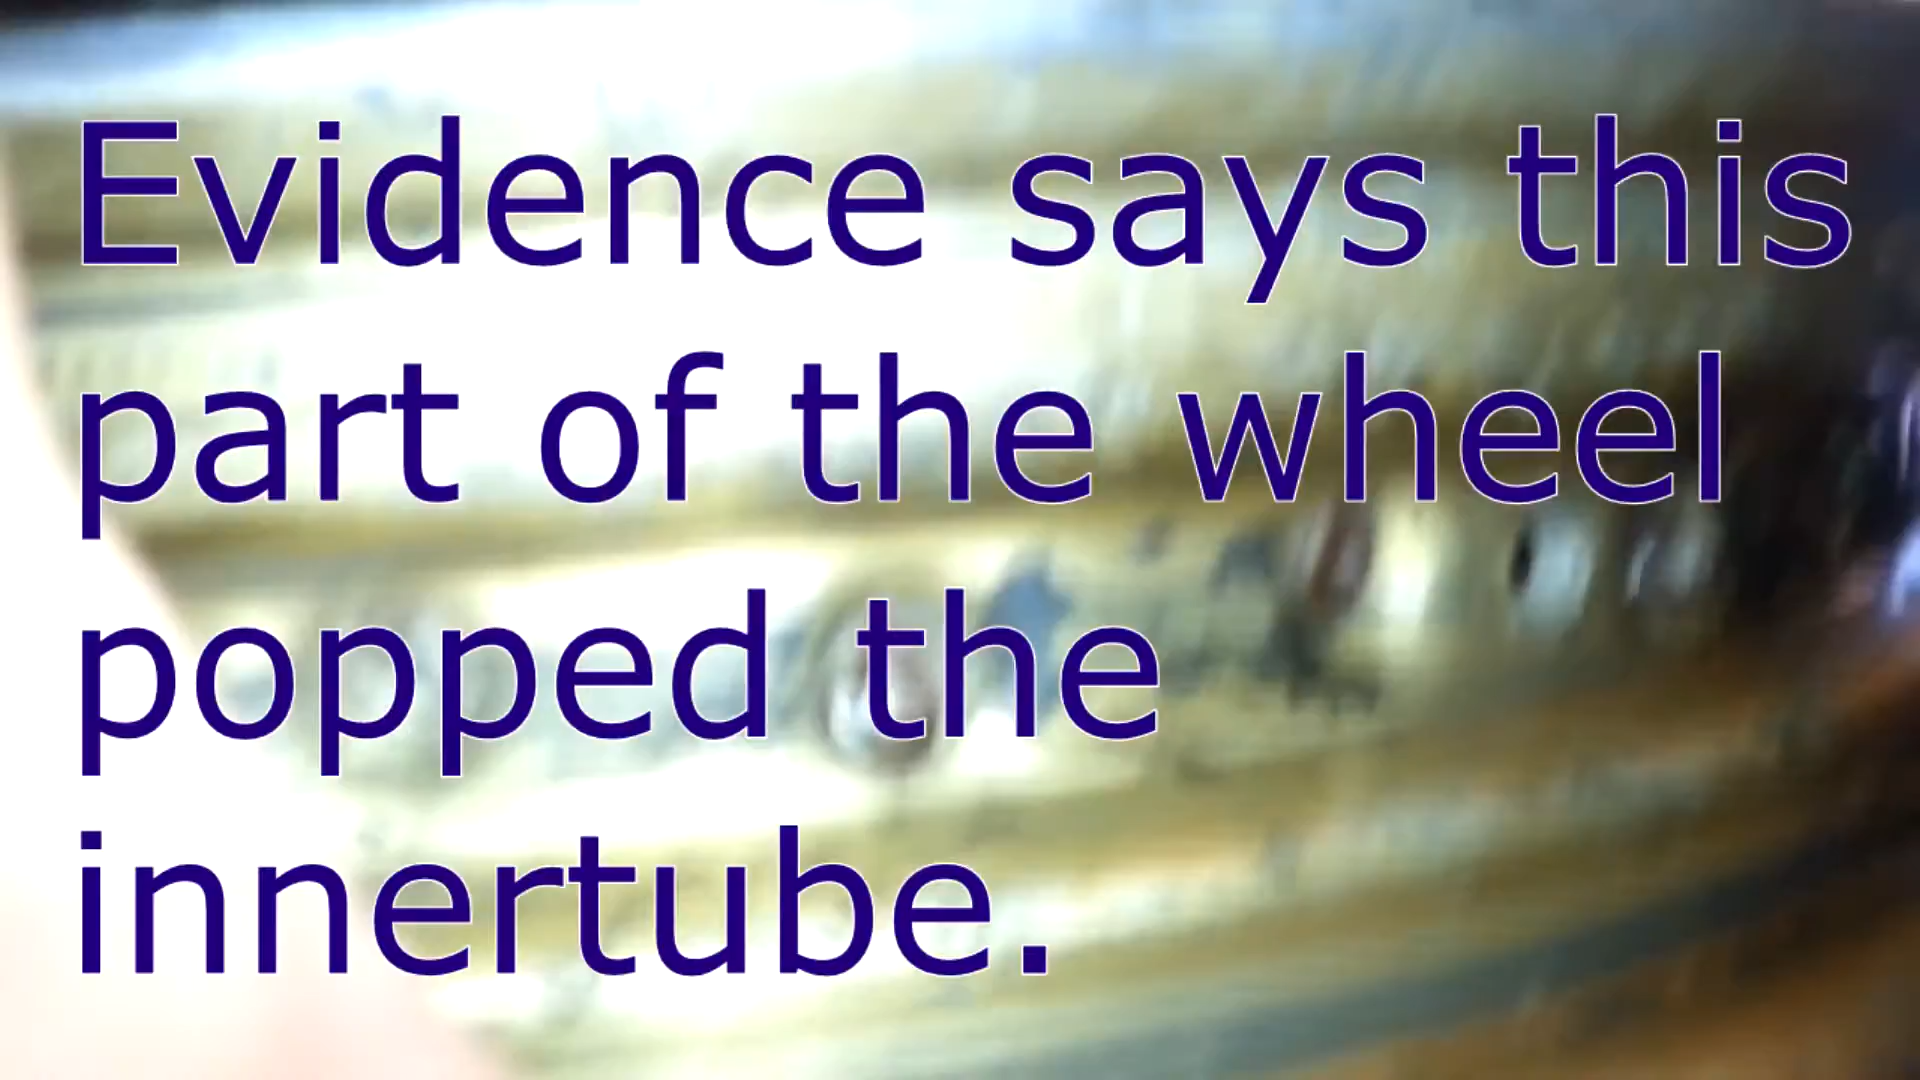 Evidence says this
part of the wheel
popped the
innertube.